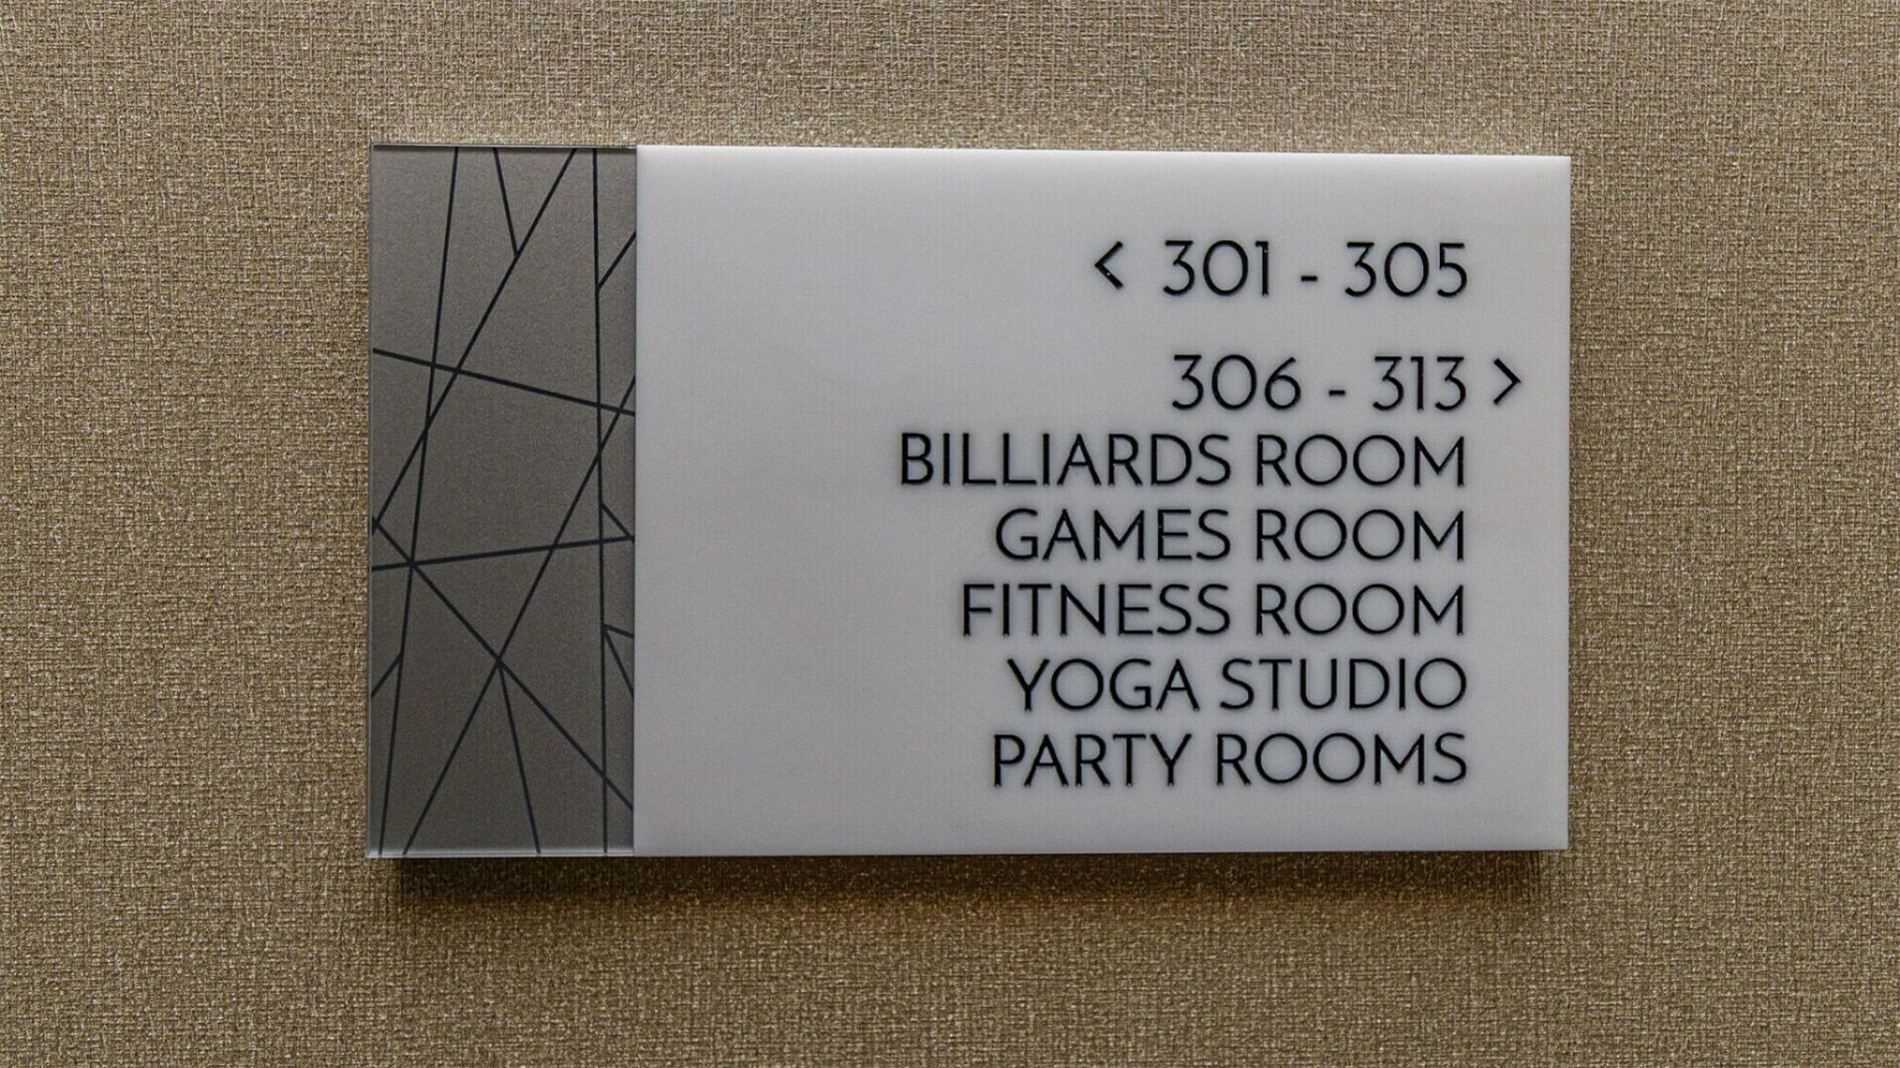 < 301 - 305
306 - 313 >
BILLIARDS ROOM
GAMES ROOM
FITNESS ROOM
YOGA STUDIO
PARTY ROOMS